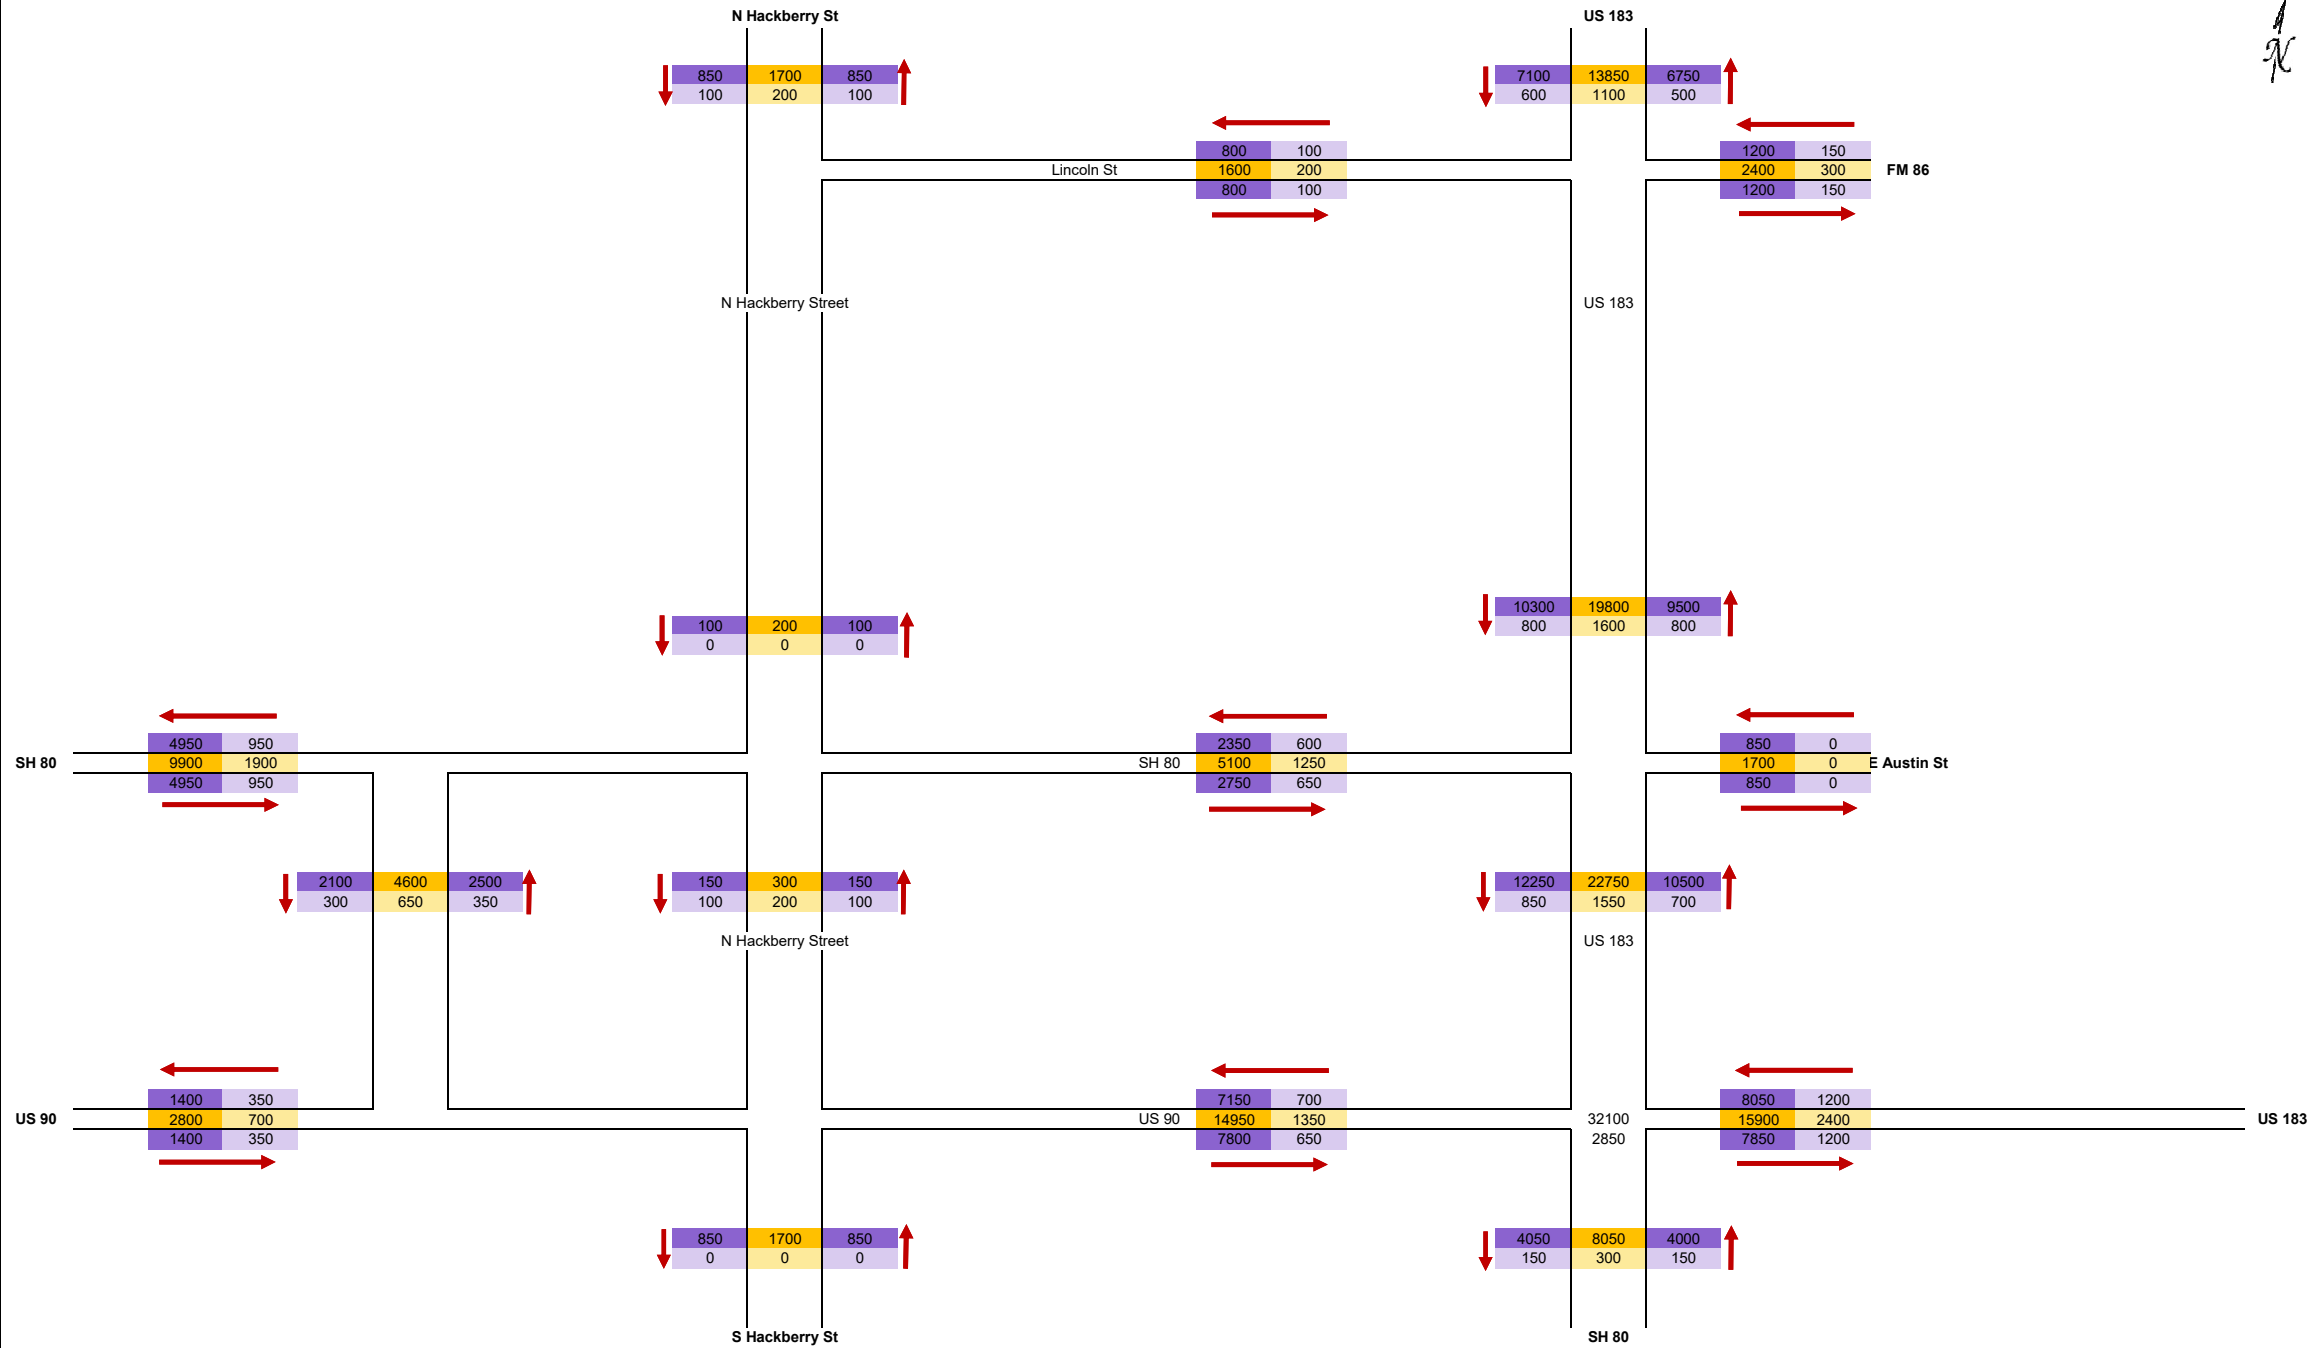 N Hackberry St US 183
N
850 1700 850 7100 13850 6750
100 200 100 600 1100 500
800 100 1200 150
Lincoln St 1600 200 2400 300 FM 86
800 100 1200 150
N Hackberry Street US 183
10300 19800 9500
100 200 100 800 1600 800
0 0 0
4950 950 2350 600 850 0
SH 80 9900 1900 SH 80 5100 1250 1700 0 E Austin St
4950 950 2750 650 850 0
2100 4600 2500 150 300 150 12250 22750 10500
300 650 350 100 200 100 850 1550 700
N Hackberry Street US 183
1400 350 7150 700 8050 1200
US 90 2800 700 US 90 14950 1350 32100 15900 2400 US 183
1400 350 7800 650 2850 7850 1200
850 1700 850 4050 8050 4000
0 0 0 150 300 150
S Hackberry St SH 80